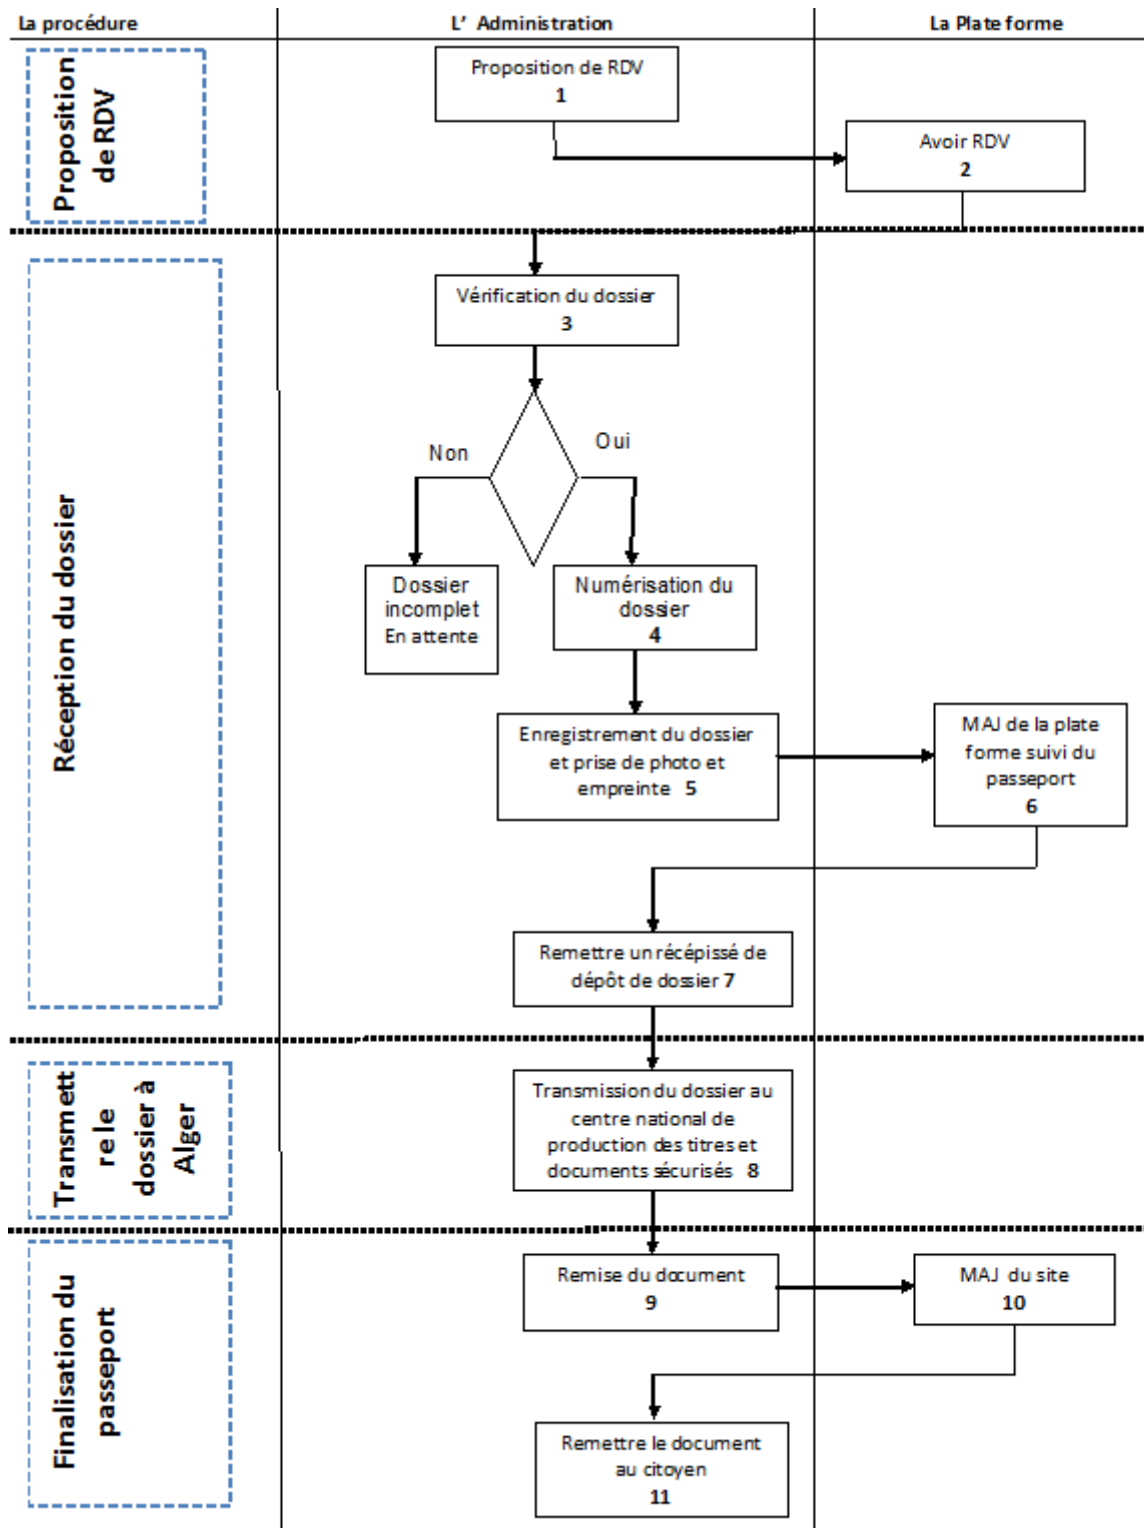 La procédure
L' Administration
La Plate forme
Proposition
de RDV
Proposition de RDV
1
Avoir RDV
2
Réception du dossier
Vérification du dossier
3
Non
Oui
Dossier
incomplet
En attente
Numérisation du
dossier
4
Enregistrement du dossier
et prise de photo et
empreinte 5
MAJ de la plate
forme suivi du
passeport
6
Remettre un récépissé de
dépôt de dossier 7
Transmett
re le
dossier à
Alger
Transmission du dossier au
centre national de
production des titres et
documents sécurisés 8
Finalisation du
passeport
Remise du document
9
MAJ du site
10
Remettre le document
au citoyen
11